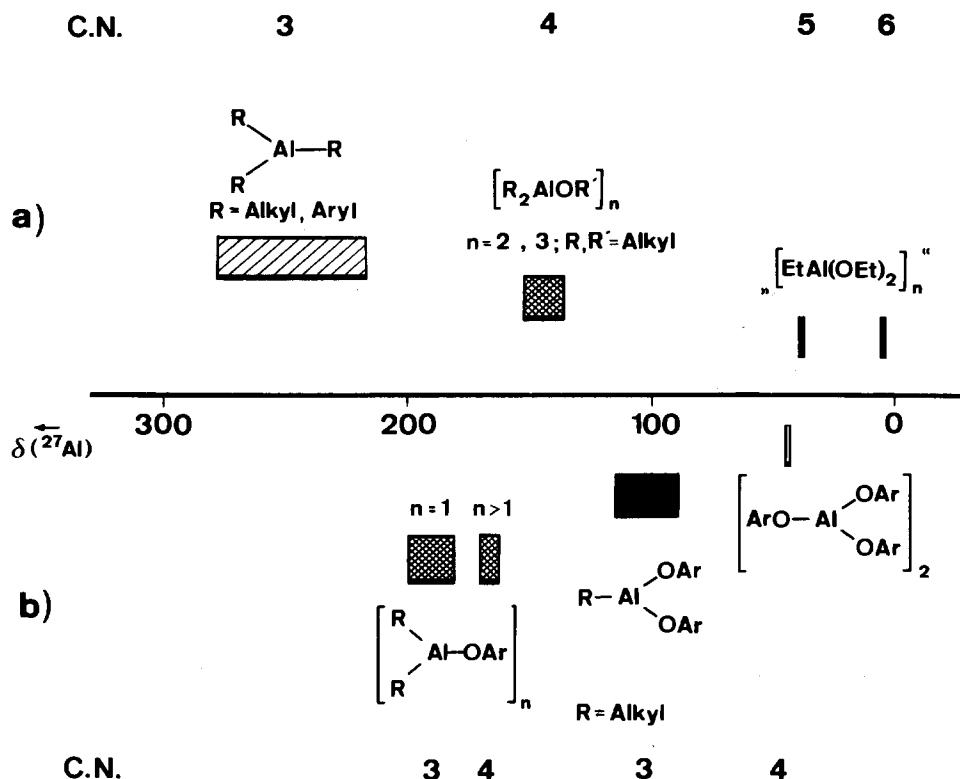 C.N. 3 4 5 6
R
Al—R
R
R=Alkyl, Aryl
a)
[R₂AlOR´]ₙ
n=2 , 3; R,R´=Alkyl
„[EtAl(OEt)₂]ₙ“
300 200 100 0
δ(²⁷Al)
n=1 n>1
R
Al—OAr
R
n
OAr
R—Al
OAr
R=Alkyl
OAr
ArO—Al
OAr
2
b)
C.N. 3 4 3 4